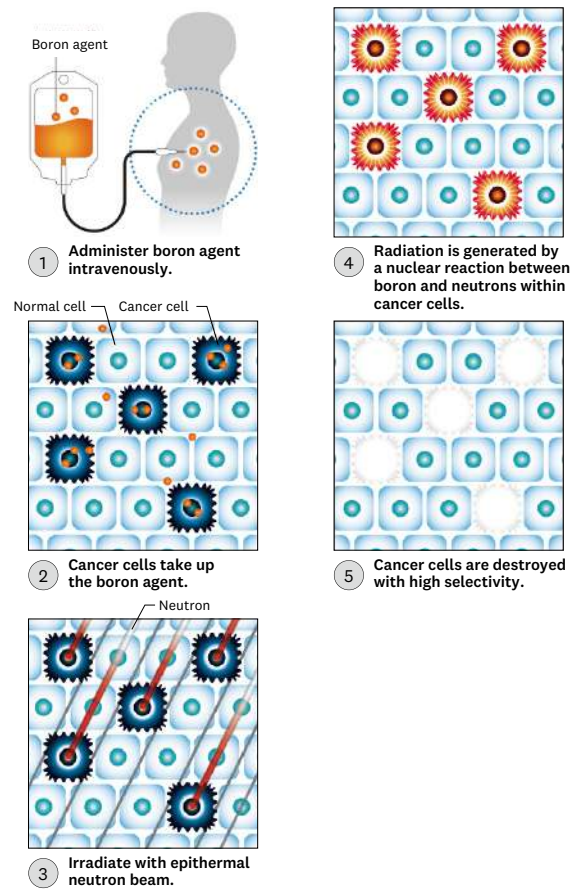 Boron agent
1
Administer boron agent
intravenously.
Normal cell
Cancer cell
2
Cancer cells take up
the boron agent.
Neutron
3
Irradiate with epithermal
neutron beam.
4
Radiation is generated by
a nuclear reaction between
boron and neutrons within
cancer cells.
5
Cancer cells are destroyed
with high selectivity.